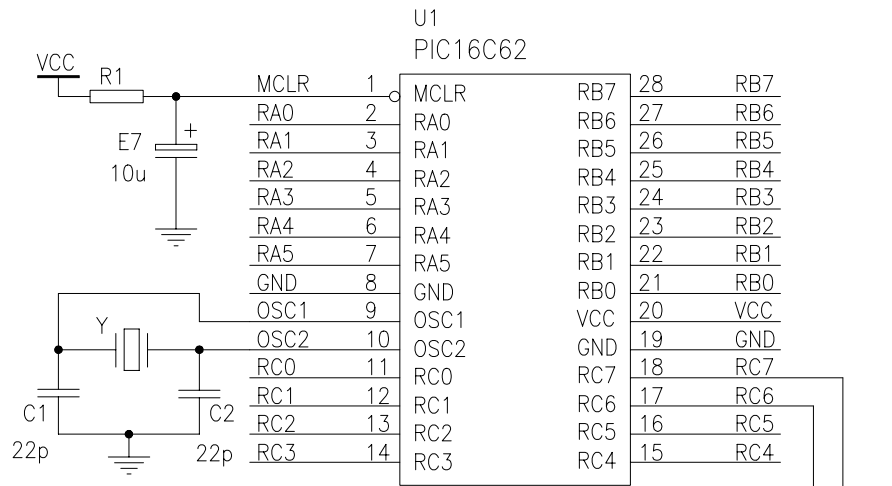 U1
PIC16C62
VCC
R1
E7
+
10u
MCLR 1 MCLR RB7 28 RB7
RA0 2 RA0 RB6 27 RB6
RA1 3 RA1 RB5 26 RB5
RA2 4 RA2 RB4 25 RB4
RA3 5 RA3 RB3 24 RB3
RA4 6 RA4 RB2 23 RB2
RA5 7 RA5 RB1 22 RB1
GND 8 GND RB0 21 RB0
OSC1 9 OSC1 VCC 20 VCC
OSC2 10 OSC2 GND 19 GND
RC0 11 RC0 RC7 18 RC7
RC1 12 RC1 RC6 17 RC6
RC2 13 RC2 RC5 16 RC5
RC3 14 RC3 RC4 15 RC4
Y
C1
22p
C2
22p